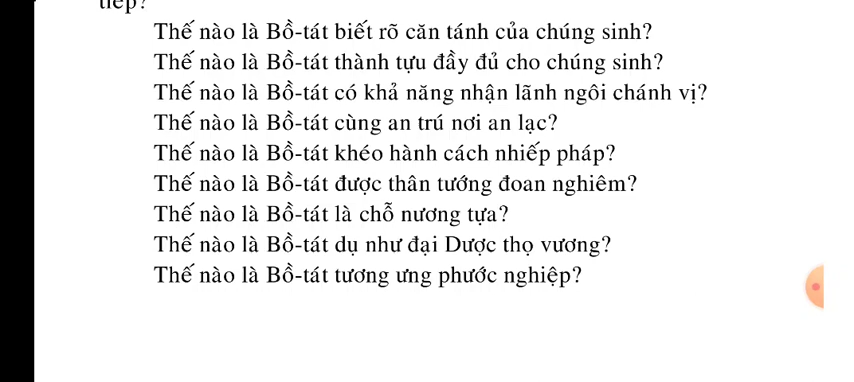 tiếp?
Thế nào là Bồ-tát biết rõ căn tánh của chúng sinh?
Thế nào là Bồ-tát thành tựu đầy đủ cho chúng sinh?
Thế nào là Bồ-tát có khả năng nhận lãnh ngôi chánh vị?
Thế nào là Bồ-tát cùng an trú nơi an lạc?
Thế nào là Bồ-tát khéo hành cách nhiếp pháp?
Thế nào là Bồ-tát được thân tướng đoan nghiêm?
Thế nào là Bồ-tát là chỗ nương tựa?
Thế nào là Bồ-tát dụ như đại Dược thọ vương?
Thế nào là Bồ-tát tương ưng phước nghiệp?